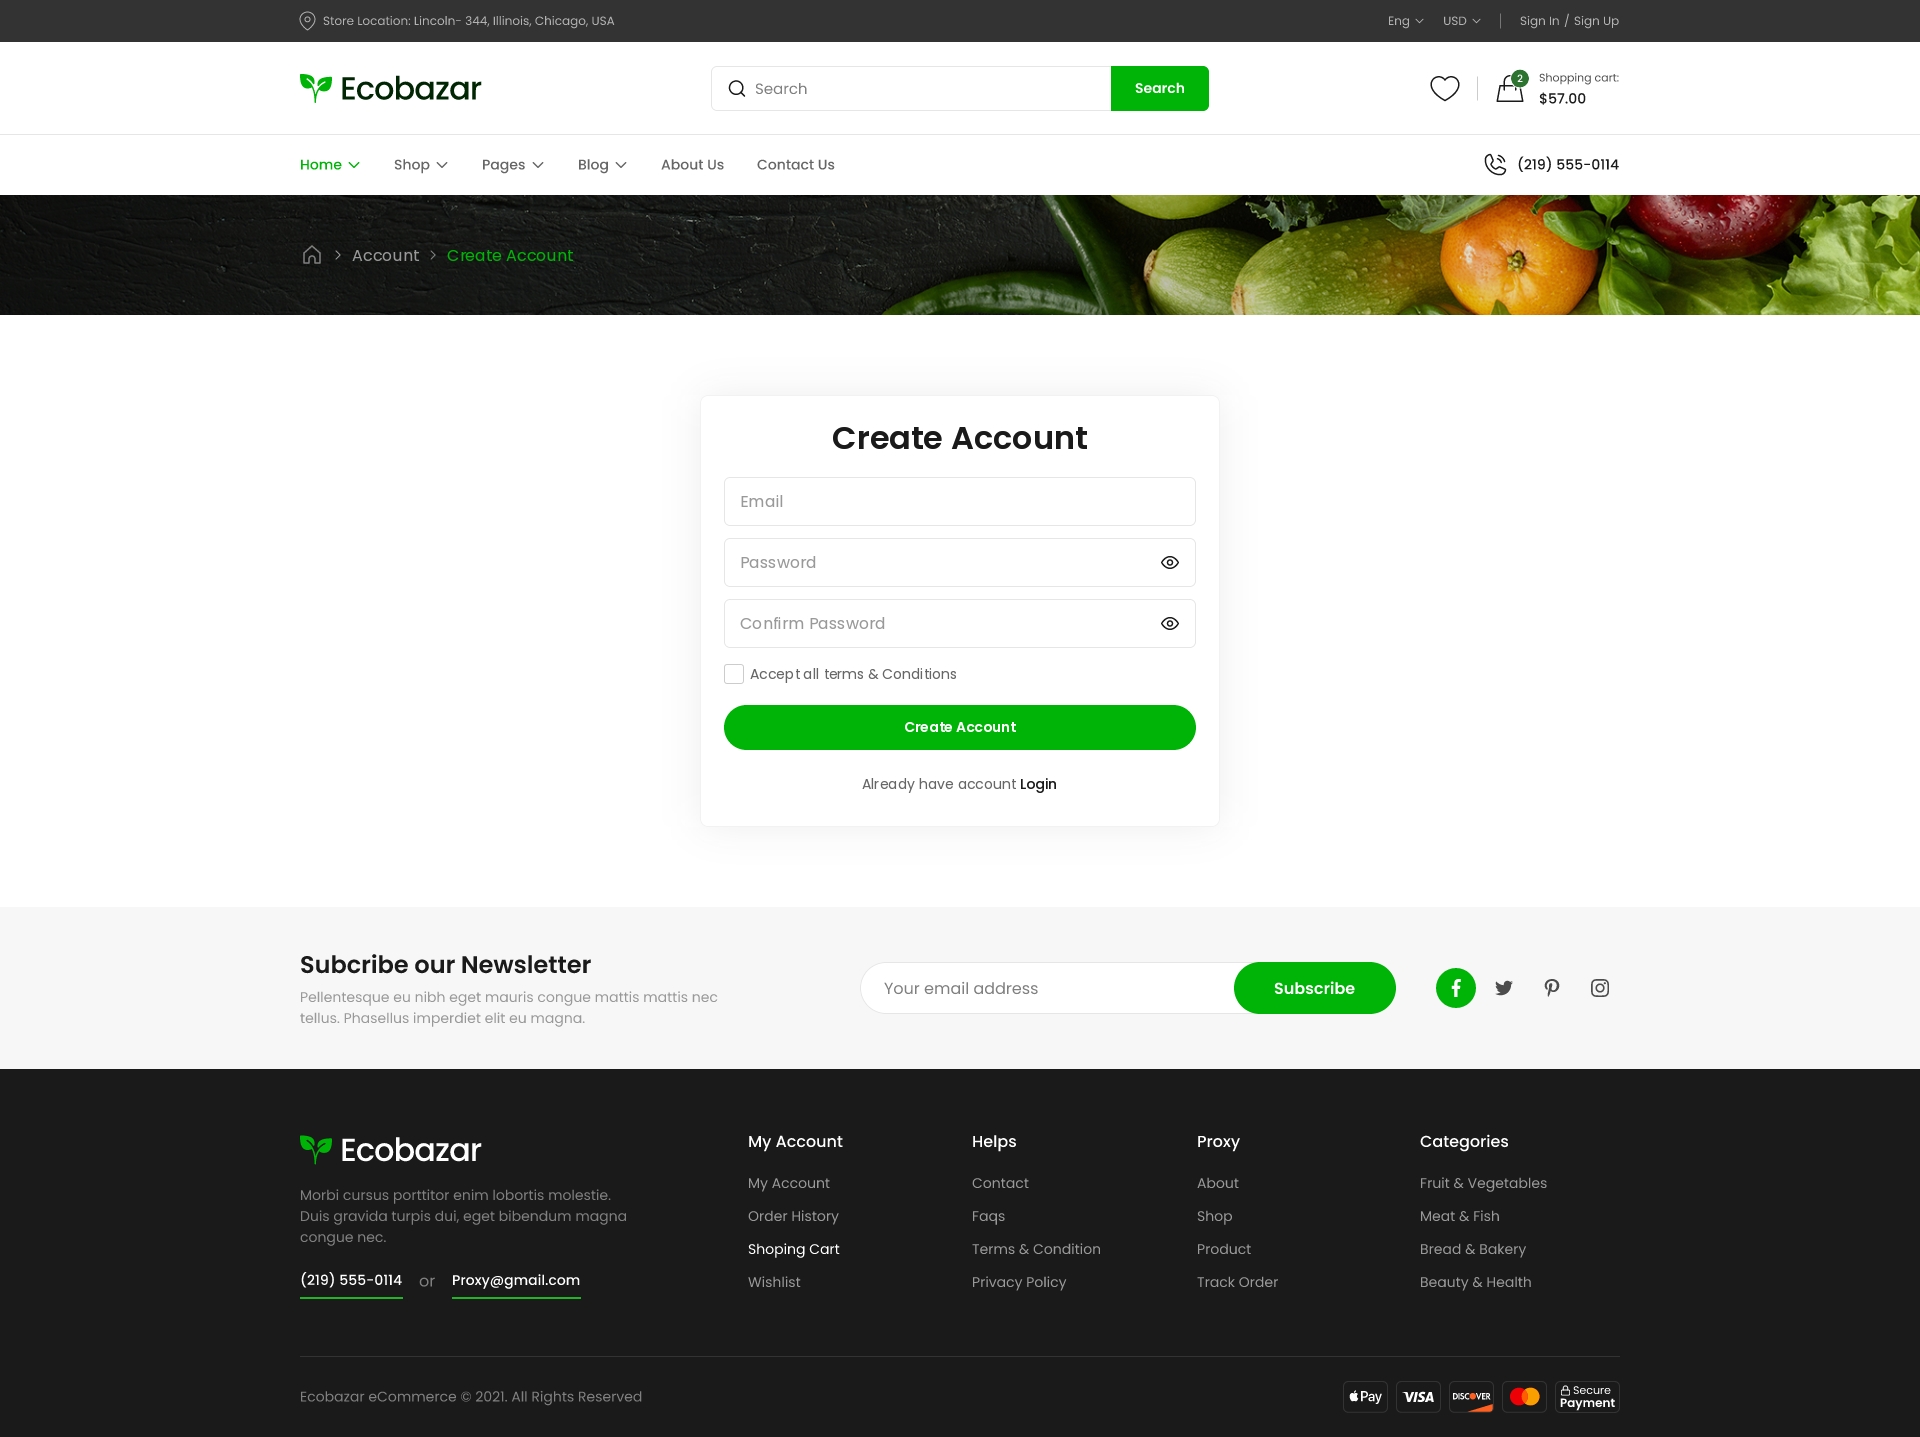 Store Location: Lincoln- 344, Illinois, Chicago, USA
Eng USD Sign In / Sign Up
Ecobazar
Search
Search
2
Shopping cart:
$57.00
Home Shop Pages Blog About Us Contact Us
(219) 555-0114
Account Create Account
Create Account
Email
Password
Confirm Password
Accept all terms & Conditions
Create Account
Already have account Login
Subcribe our Newsletter
Pellentesque eu nibh eget mauris congue mattis mattis nec
tellus. Phasellus imperdiet elit eu magna.
Your email address
Subscribe
Ecobazar
Morbi cursus porttitor enim lobortis molestie.
Duis gravida turpis dui, eget bibendum magna
congue nec.
(219) 555-0114 or Proxy@gmail.com
My Account
My Account
Order History
Shoping Cart
Wishlist
Helps
Contact
Faqs
Terms & Condition
Privacy Policy
Proxy
About
Shop
Product
Track Order
Categories
Fruit & Vegetables
Meat & Fish
Bread & Bakery
Beauty & Health
Ecobazar eCommerce © 2021. All Rights Reserved
Pay
VISA
DISCOVER
Secure
Payment